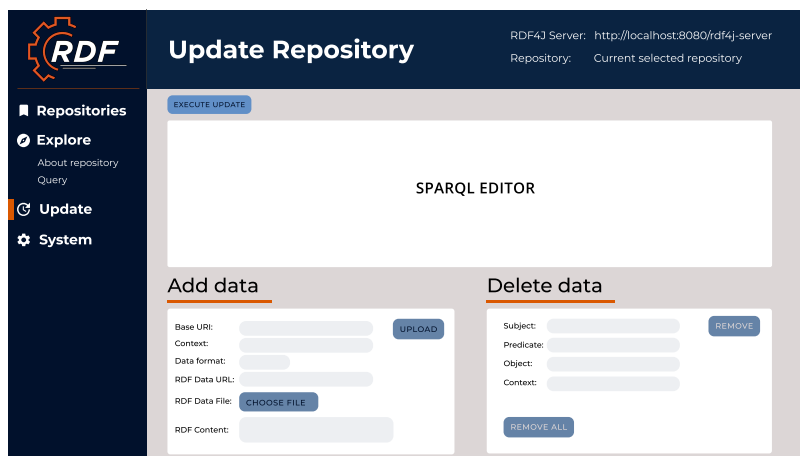 RDF
Update Repository
RDF4J Server: http://localhost:8080/rdf4j-server
Repository: Current selected repository
Repositories
Explore
About repository
Query
Update
System
EXECUTE UPDATE
SPARQL EDITOR
Add data
Base URI:
UPLOAD
Context:
Data format:
RDF Data URL:
RDF Data File: CHOOSE FILE
RDF Content:
Delete data
Subject:
REMOVE
Predicate:
Object:
Context:
REMOVE ALL